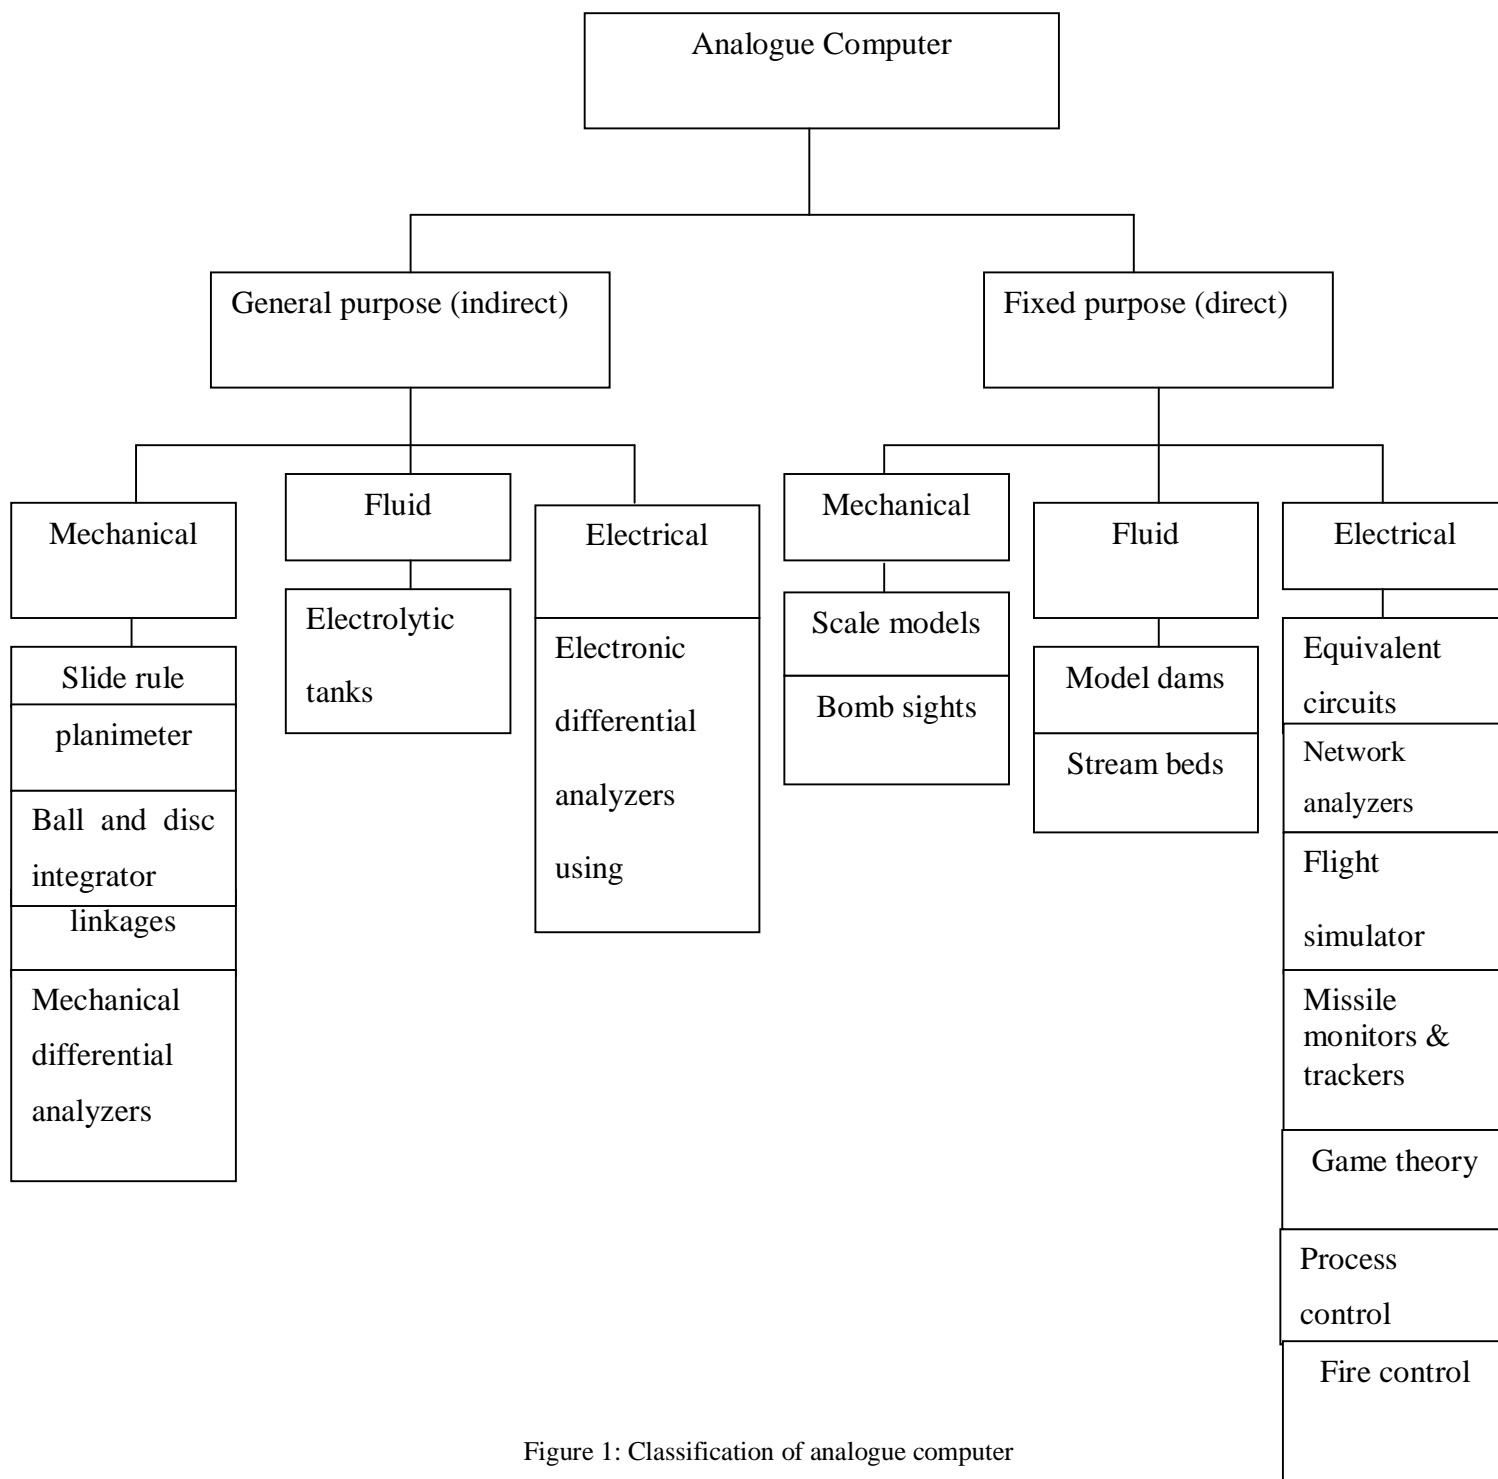 Analogue Computer
General purpose (indirect)
Fixed purpose (direct)
Mechanical
Slide rule
planimeter
Ball and disc
integrator
linkages
Mechanical
differential
analyzers
Fluid
Electrolytic
tanks
Electrical
Electronic
differential
analyzers
using
Mechanical
Scale models
Bomb sights
Fluid
Model dams
Stream beds
Electrical
Equivalent
circuits
Network
analyzers
Flight
simulator
Missile
monitors &
trackers
Game theory
Process
control
Fire control
Figure 1: Classification of analogue computer